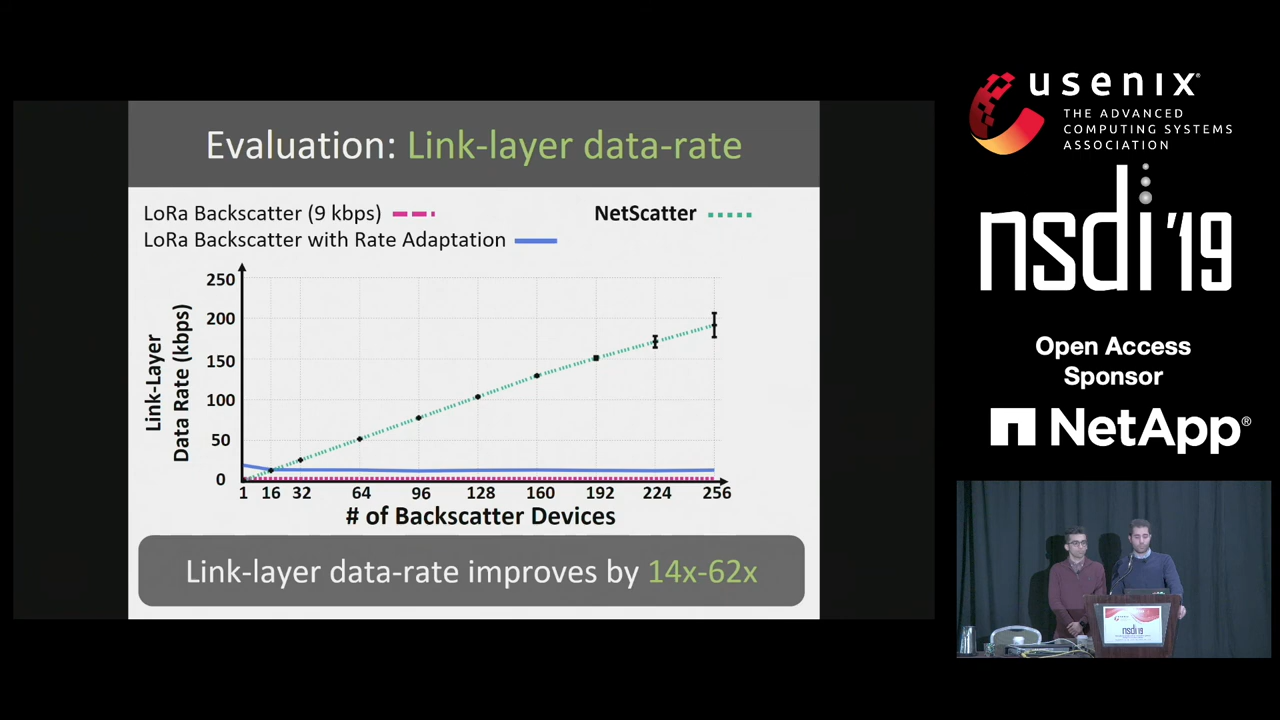 Evaluation: Link-layer data-rate
LoRa Backscatter (9 kbps)
NetScatter
LoRa Backscatter with Rate Adaptation
Link-Layer
Data Rate (kbps)
250
200
150
100
50
0
1 16 32 64 96 128 160 192 224 256
# of Backscatter Devices
Link-layer data-rate improves by 14x-62x
usenix®
THE ADVANCED
COMPUTING SYSTEMS
ASSOCIATION
nsdi '19
Open Access
Sponsor
NetApp®
usenix
nsdi '19